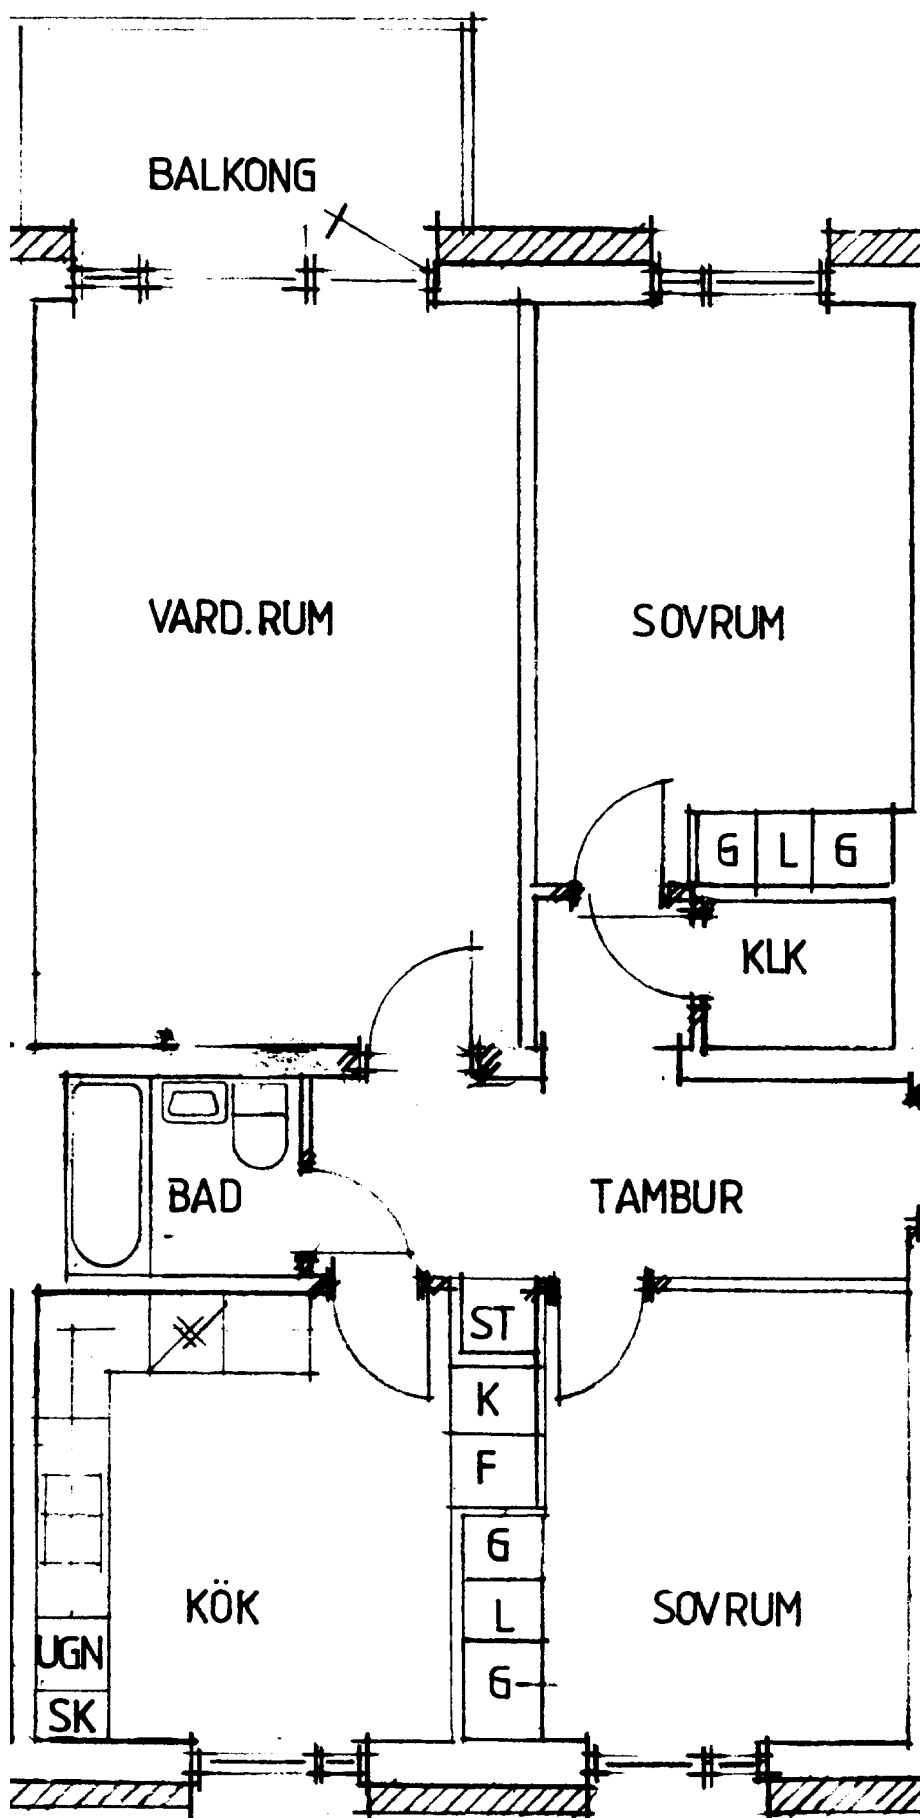 BALKONG
VARD.RUM
SOVRUM
G L G
KLK
BAD
TAMBUR
ST
K
F
G
L
G
KÖK
SOVRUM
UGN
SK